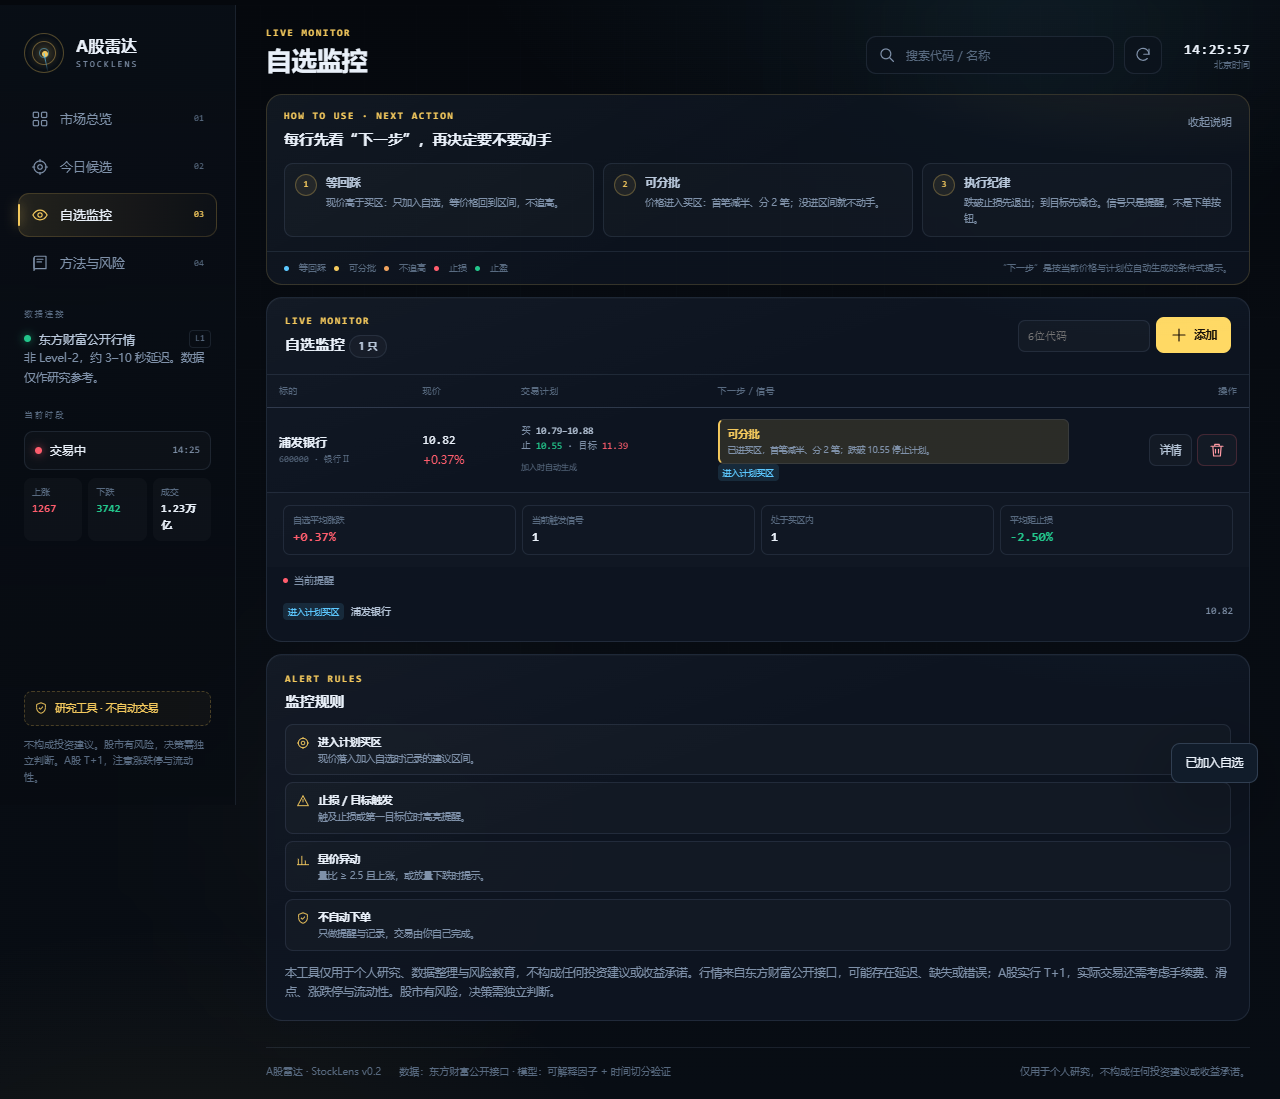 A股雷达
STOCKLENS
市场总览 01
今日候选 02
自选监控 03
方法与风险 04
数据连接
东方财富公开行情 L1
非 Level-2，约 3–10 秒延迟。数据
仅作研究参考。
当前时段
交易中 14:25
上涨 下跌 成交
1267 3742 1.23万
亿
研究工具 · 不自动交易
不构成投资建议。股市有风险，决策需独
立判断。A股 T+1，注意涨跌停与流动
性。
LIVE MONITOR
自选监控
搜索代码 / 名称
14:25:57
北京时间
HOW TO USE · NEXT ACTION
每行先看“下一步”，再决定要不要动手
收起说明
1 等回踩
现价高于买区：只加入自选，等价格回到区间，不追高。
2 可分批
价格进入买区：首笔减半、分 2 笔；没进区间就不动手。
3 执行纪律
跌破止损先退出；到目标先减仓。信号只是提醒，不是下单按
钮。
等回踩 可分批 不追高 止损 止盈
“下一步”是按当前价格与计划位自动生成的条件式提示。
LIVE MONITOR
自选监控 1 只
6位代码
添加
标的 现价 交易计划 下一步 / 信号 操作
浦发银行
600000 · 银行Ⅱ
10.82
+0.37%
买 10.79–10.88
止 10.55 · 目标 11.39
加入时自动生成
可分批
已进买区，首笔减半、分 2 笔；跌破 10.55 停止计划。
进入计划买区
详情
自选平均涨跌 当前触发信号 处于买区内 平均距止损
+0.37% 1 1 -2.50%
当前提醒
进入计划买区 浦发银行 10.82
ALERT RULES
监控规则
进入计划买区
现价落入加入自选时记录的建议区间。
止损 / 目标触发
触及止损或第一目标位时高亮提醒。
量价异动
量比 ≥ 2.5 且上涨，或放量下跌时提示。
不自动下单
只做提醒与记录，交易由你自己完成。
已加入自选
本工具仅用于个人研究、数据整理与风险教育，不构成任何投资建议或收益承诺。行情来自东方财富公开接口，可能存在延迟、缺失或错误；A股实行 T+1，实际交易还需考虑手续费、滑
点、涨跌停与流动性。股市有风险，决策需独立判断。
A股雷达 · StockLens v0.2 数据：东方财富公开接口 · 模型：可解释因子 + 时间切分验证
仅用于个人研究，不构成任何投资建议或收益承诺。